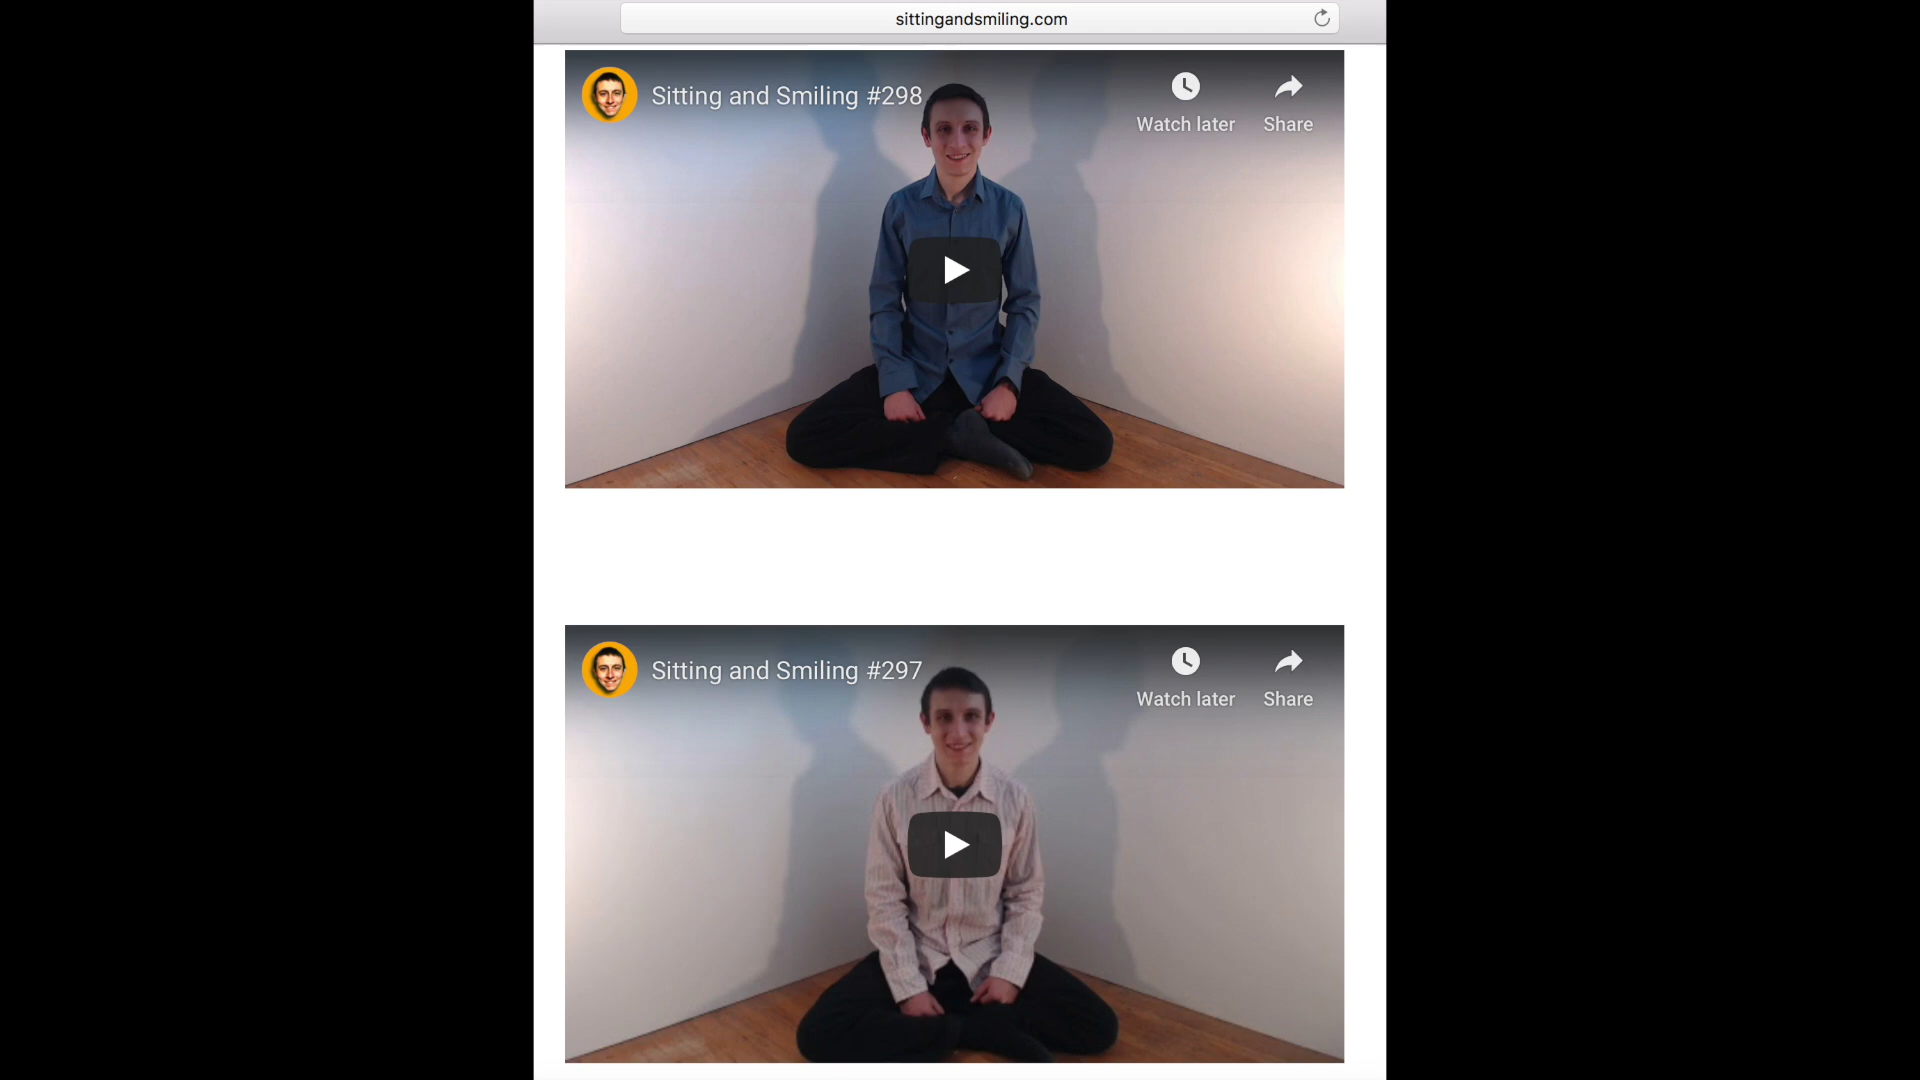 sittingandsmiling.com
Sitting and Smiling #298
Watch later
Share
Sitting and Smiling #297
Watch later
Share